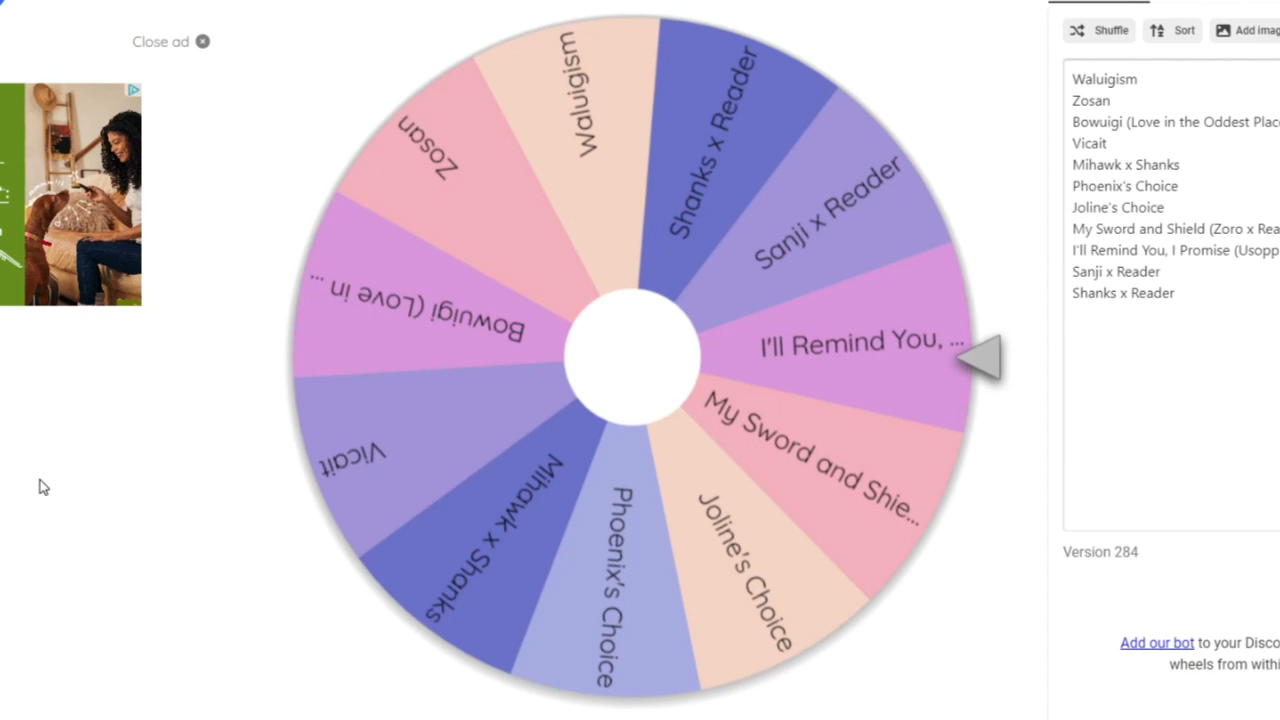 Close ad
Waluigism
Shanks x Reader
Sanji x Reader
I'll Remind You, ...
My Sword and Shie...
Joline's Choice
Phoenix's Choice
Mihawk x Shanks
Vicait
Bowuigi (Love in ...
Zosan
Shuffle
Sort
Add imag
Waluigism
Zosan
Bowuigi (Love in the Oddest Plac
Vicait
Mihawk x Shanks
Phoenix's Choice
Joline's Choice
My Sword and Shield (Zoro x Rea
I'll Remind You, I Promise (Usopp
Sanji x Reader
Shanks x Reader
Version 284
Add our bot to your Disco
wheels from withi